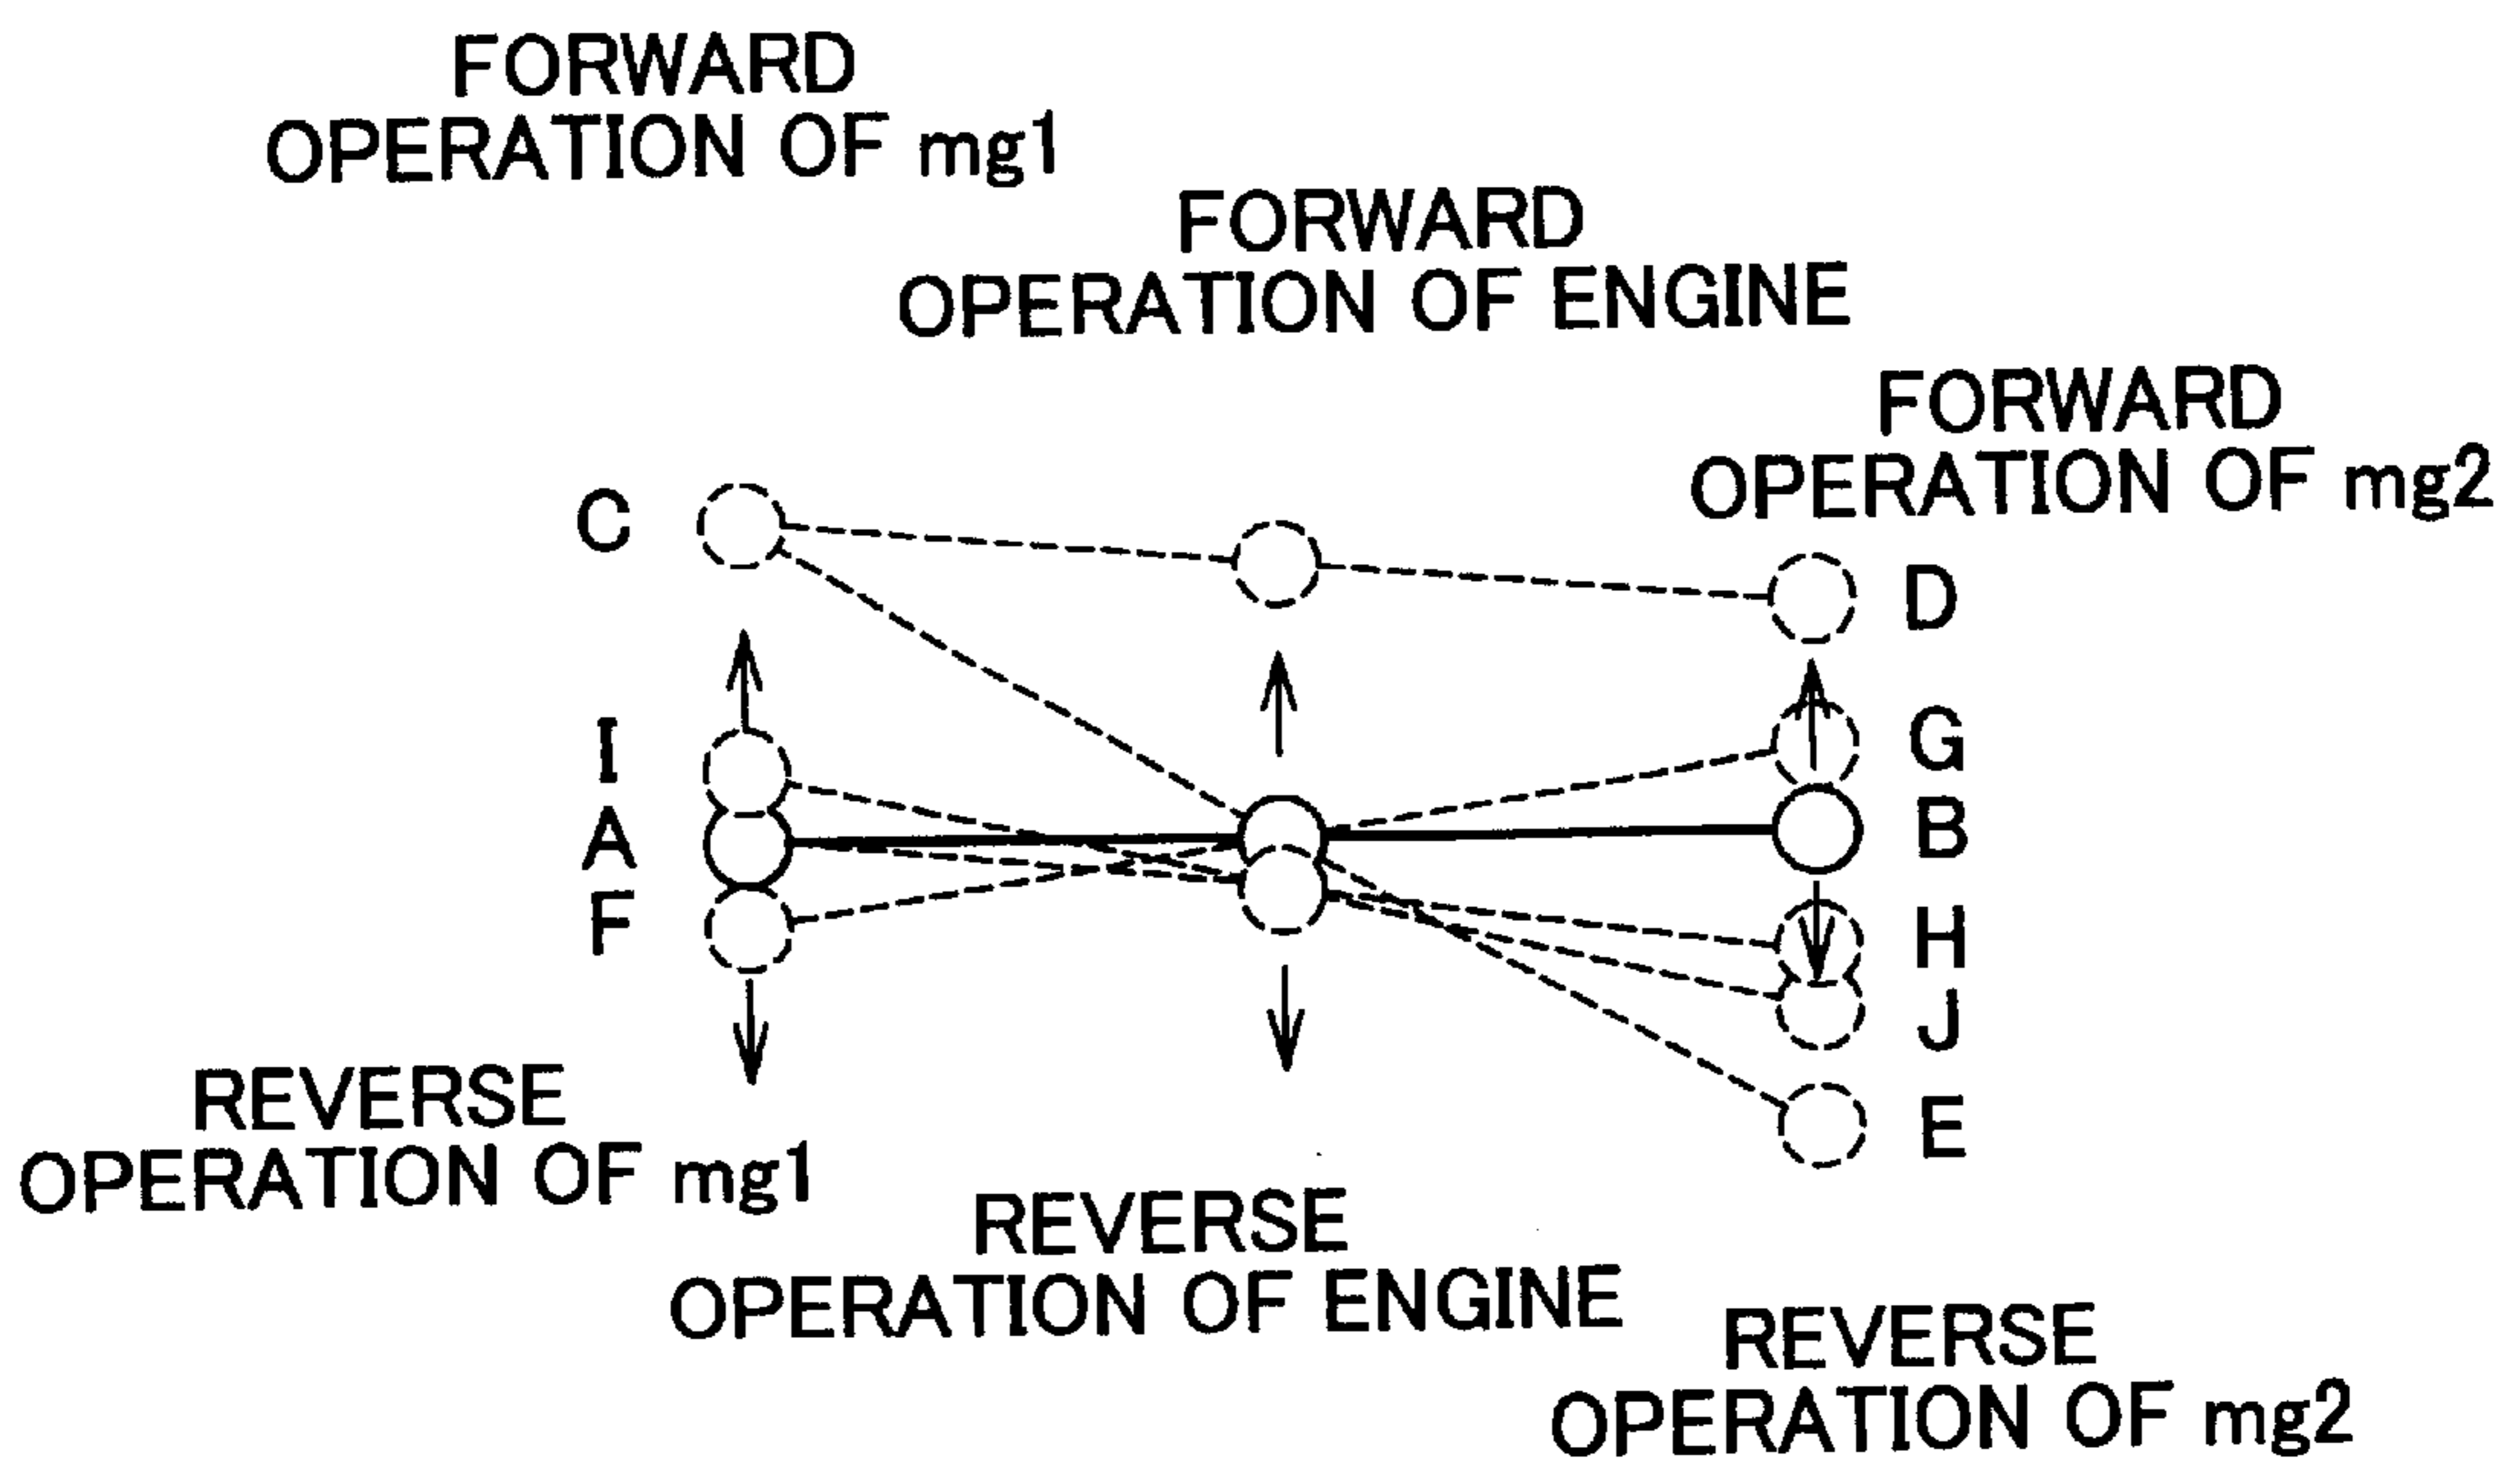 FORWARD
OPERATION OF mg1
FORWARD
OPERATION OF ENGINE
FORWARD
OPERATION OF mg2
C
D
I
G
A
B
F
H
J
E
REVERSE
OPERATION OF mg1
REVERSE
OPERATION OF ENGINE
REVERSE
OPERATION OF mg2